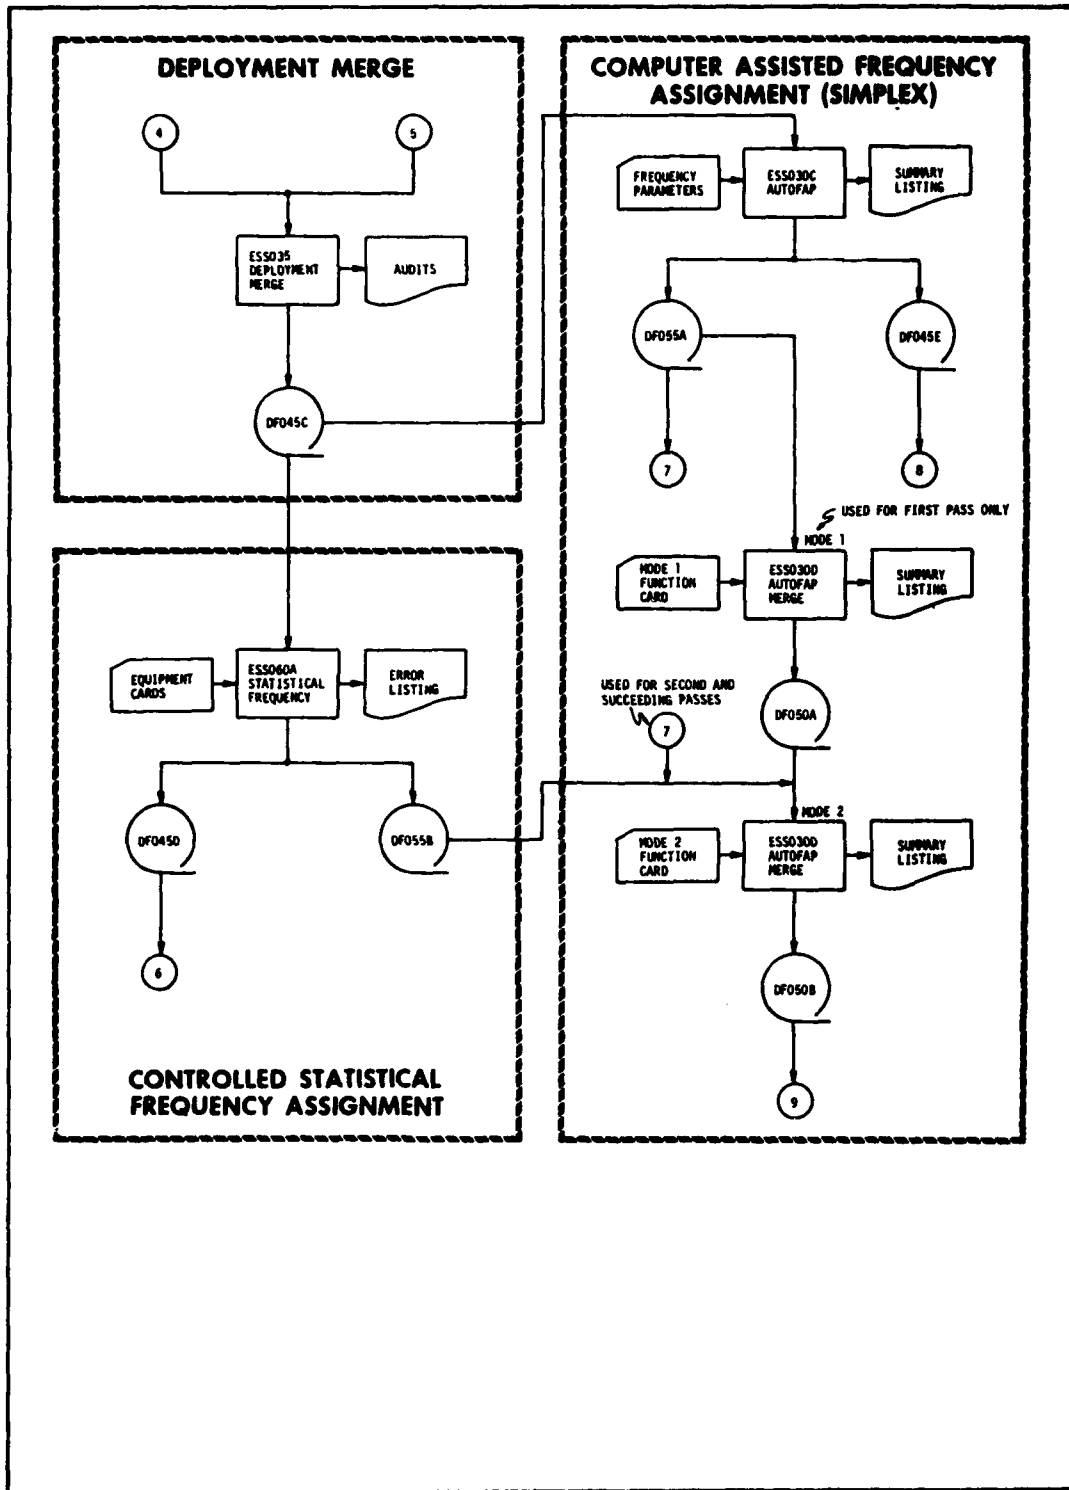 DEPLOYMENT MERGE
4
5
ESS035
DEPLOYMENT
MERGE
AUDITS
DF045C
COMPUTER ASSISTED FREQUENCY
ASSIGNMENT (SIMPLEX)
FREQUENCY
PARAMETERS
ESS030C
AUTOFAP
SUMMARY
LISTING
DF055A
DF045E
7
8
USED FOR FIRST PASS ONLY
MODE 1
MODE 1
FUNCTION
CARD
ESS030D
AUTOFAP
MERGE
SUMMARY
LISTING
DF050A
USED FOR SECOND AND
SUCCEEDING PASSES
7
MODE 2
MODE 2
FUNCTION
CARD
ESS030D
AUTOFAP
MERGE
SUMMARY
LISTING
DF050B
9
EQUIPMENT
CARDS
ESS060A
STATISTICAL
FREQUENCY
ERROR
LISTING
DF045D
DF055B
6
CONTROLLED STATISTICAL
FREQUENCY ASSIGNMENT